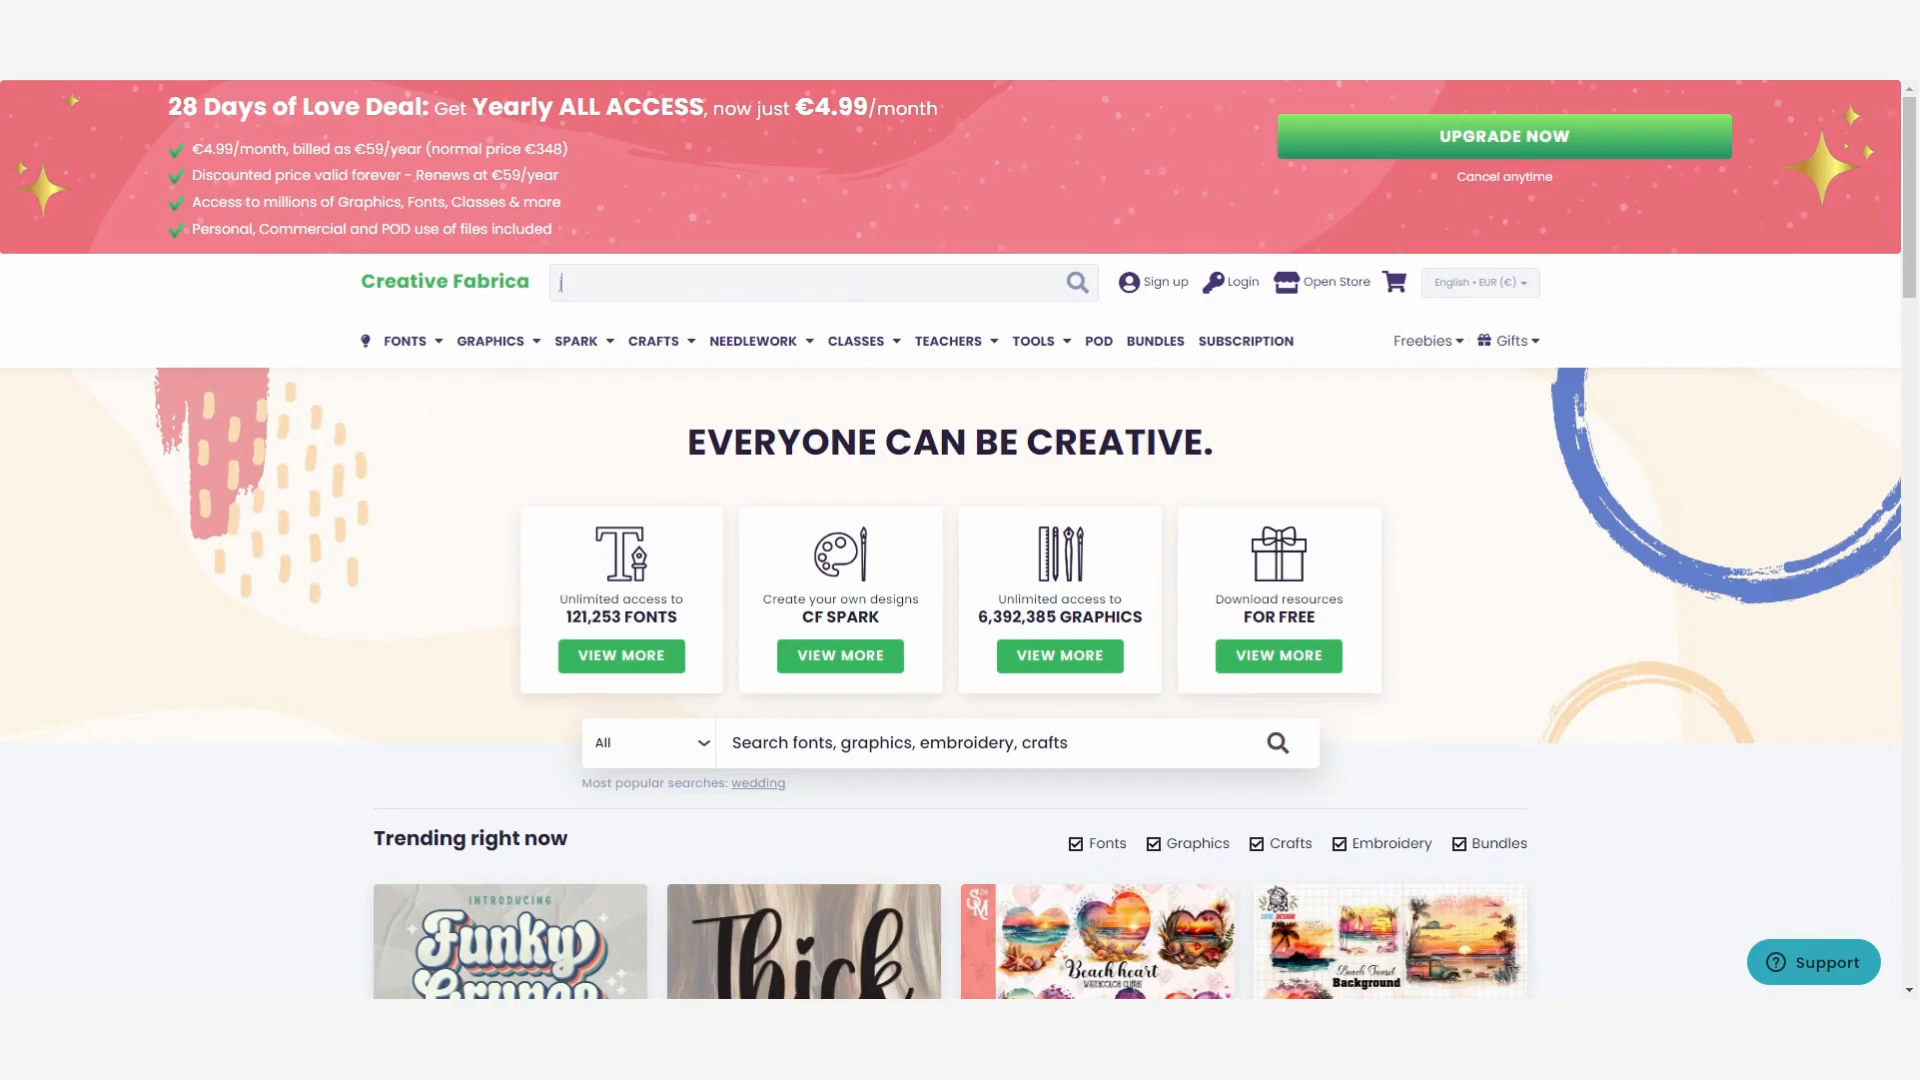 28 Days of Love Deal: Get Yearly ALL ACCESS, now just €4.99/month
€4.99/month, billed as €59/year (normal price €348)
Discounted price valid forever - Renews at €59/year
Access to millions of Graphics, Fonts, Classes & more
Personal, Commercial and POD use of files included
UPGRADE NOW
Cancel anytime
Creative Fabrica
j
Sign up
Login
Open Store
English • EUR (€)
FONTS GRAPHICS SPARK CRAFTS NEEDLEWORK CLASSES TEACHERS TOOLS POD BUNDLES SUBSCRIPTION Freebies Gifts
EVERYONE CAN BE CREATIVE.
Unlimited access to
121,253 FONTS
VIEW MORE
Create your own designs
CF SPARK
VIEW MORE
Unlimited access to
6,392,385 GRAPHICS
VIEW MORE
Download resources
FOR FREE
VIEW MORE
All
Search fonts, graphics, embroidery, crafts
Most popular searches: wedding
Trending right now
Fonts Graphics Crafts Embroidery Bundles
INTRODUCING
Funky
Grunge
Thick
SM
Beach heart
WATERCOLOR CLIPART
Beach Sunset
Background
Support